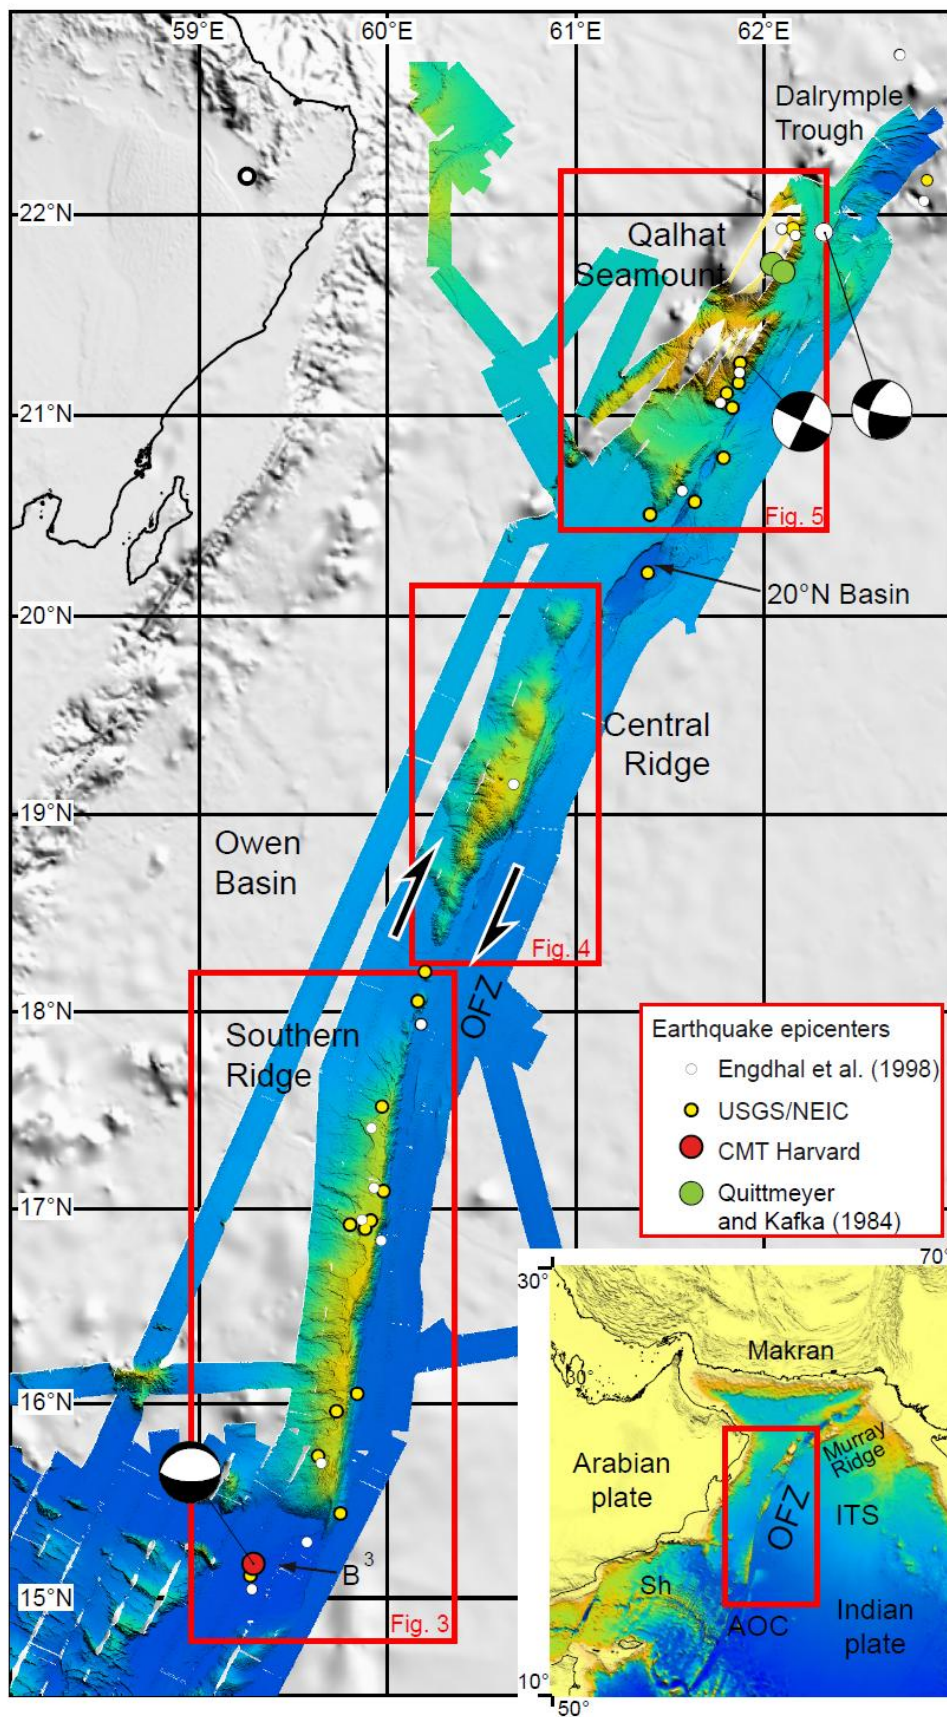 59°E 60°E 61°E 62°E
Dalrymple
Trough
22°N
Qalhat
Seamount
21°N
Fig. 5
20°N Basin
20°N
Central
Ridge
19°N
Owen
Basin
Fig. 4
18°N
OFZ
Southern
Ridge
Earthquake epicenters
Engdhal et al. (1998)
USGS/NEIC
CMT Harvard
Quittmeyer
and Kafka (1984)
17°N
16°N
B³
15°N
Fig. 3
70°
30°
Makran
30°
Murray
Ridge
Arabian
plate
OFZ
ITS
Sh
AOC
Indian
plate
10°
50°